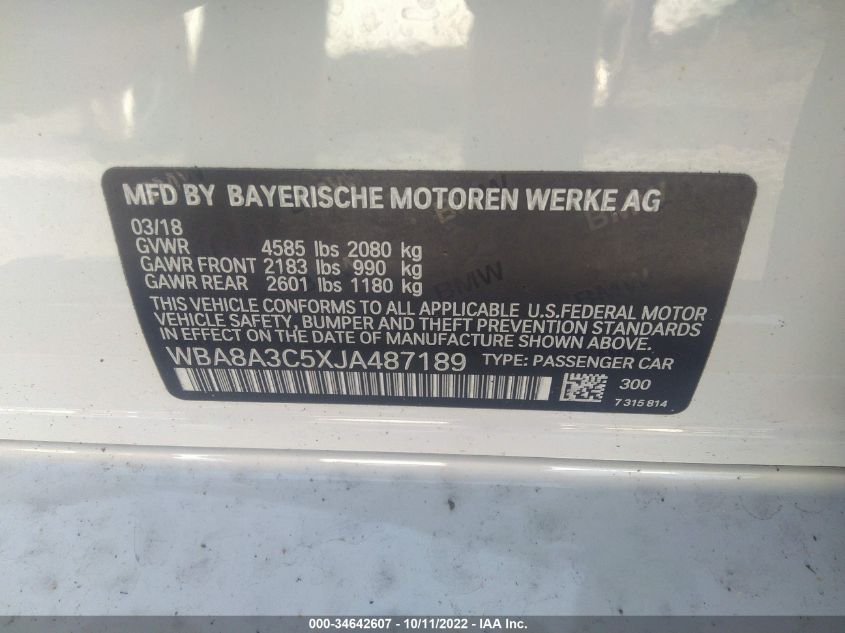 MFD BY BAYERISCHE MOTOREN WERKE AG
03/18
GVWR 4585 lbs 2080 kg
GAWR FRONT 2183 lbs 990 kg
GAWR REAR 2601 lbs 1180 kg
THIS VEHICLE CONFORMS TO ALL APPLICABLE U.S.FEDERAL MOTOR
VEHICLE SAFETY, BUMPER AND THEFT PREVENTION STANDARDS
IN EFFECT ON THE DATE OF MANUFACTURE SHOWN ABOVE.
WBA8A3C5XJA487189 TYPE: PASSENGER CAR
300
7 315 814
BMW
000-34642607 - 10/11/2022 - IAA Inc.